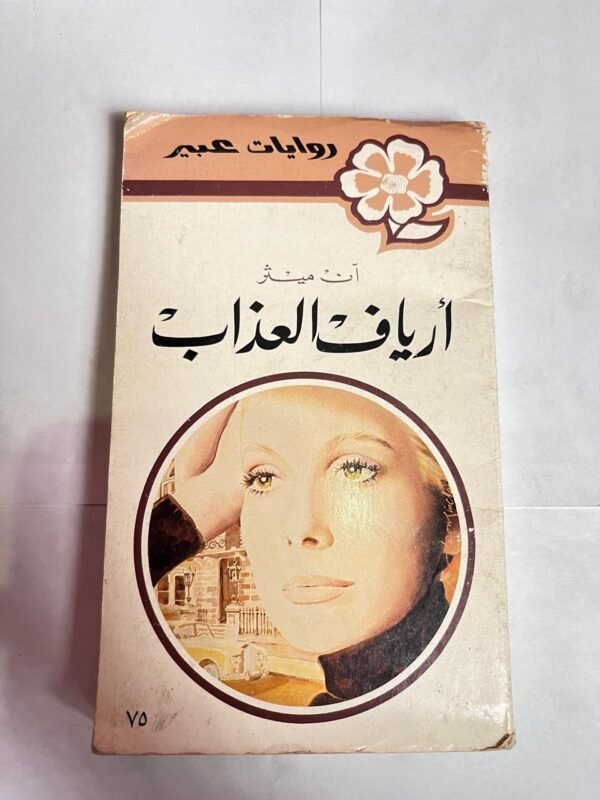 روايات عبير
آن ميثر
أرياف العذاب
٧٥